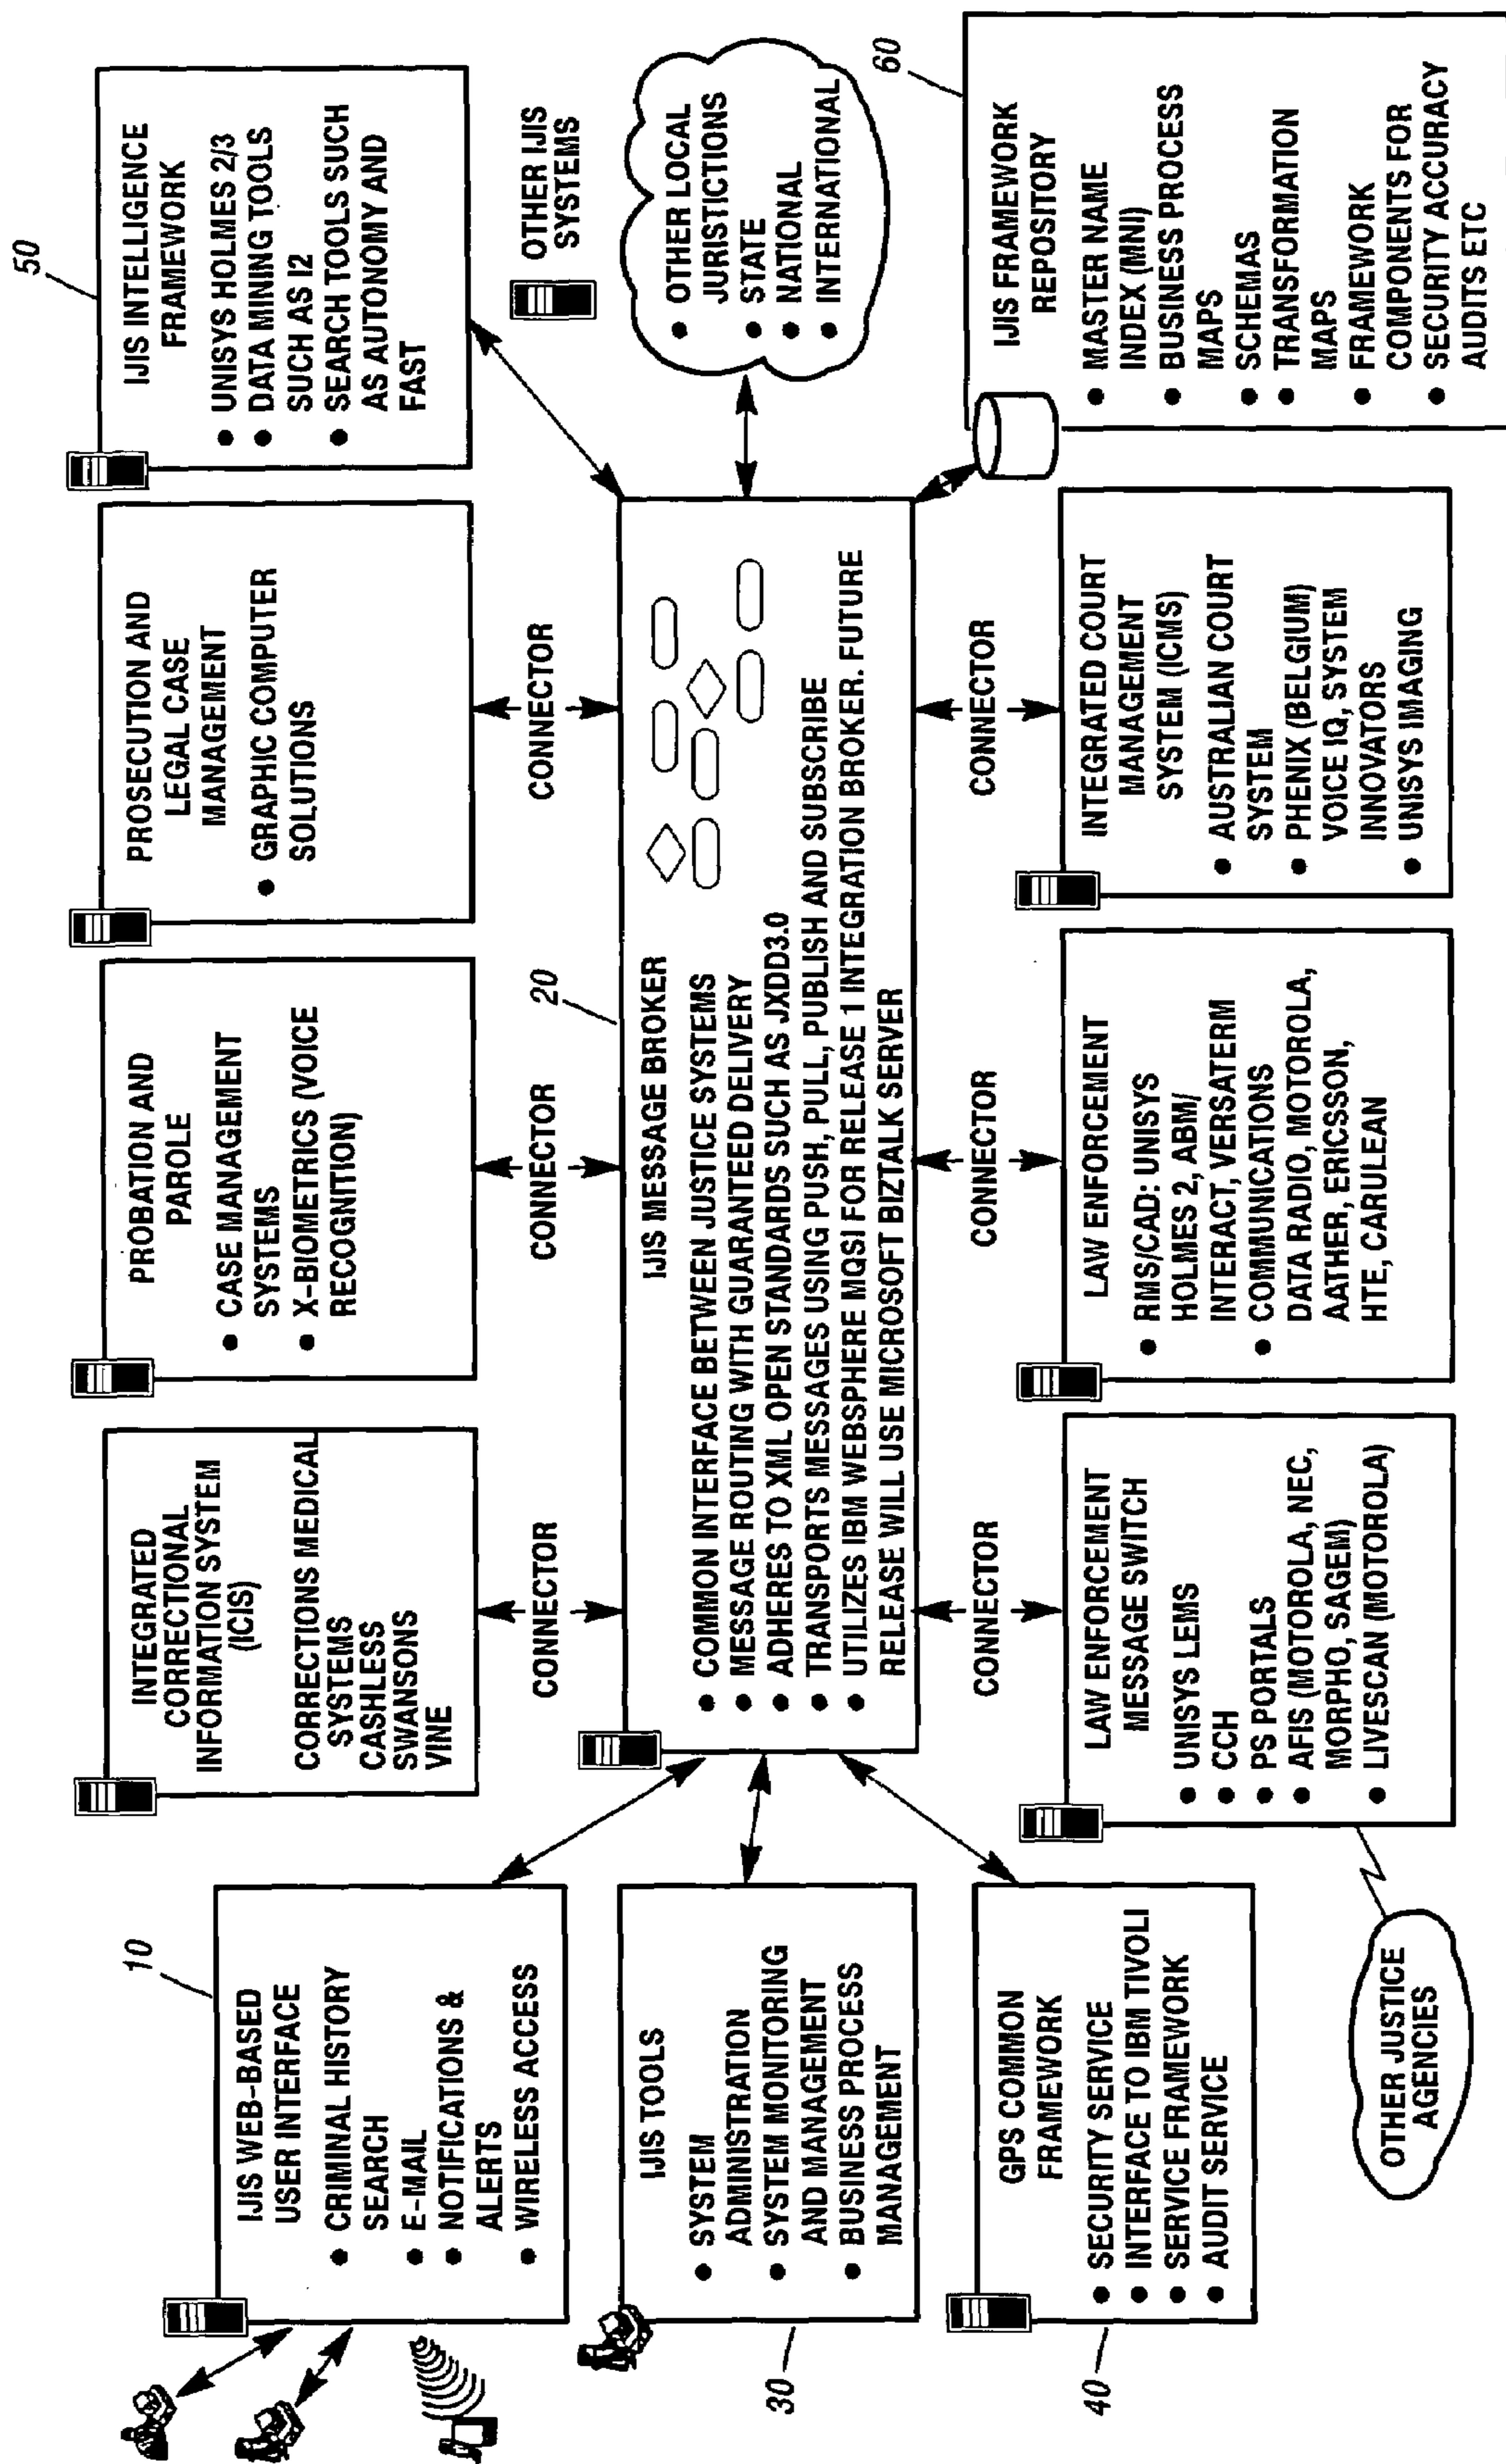 10
IJIS WEB-BASED
USER INTERFACE
● CRIMINAL HISTORY
SEARCH
● E-MAIL
● NOTIFICATIONS &
ALERTS
● WIRELESS ACCESS
IJIS TOOLS
● SYSTEM
ADMINISTRATION
● SYSTEM MONITORING
AND MANAGEMENT
● BUSINESS PROCESS
MANAGEMENT
30
GPS COMMON
FRAMEWORK
● SECURITY SERVICE
INTERFACE TO IBM TIVOLI
● SERVICE FRAMEWORK
● AUDIT SERVICE
40
OTHER JUSTICE
AGENCIES
INTEGRATED
CORRECTIONAL
INFORMATION SYSTEM
(ICIS)
CORRECTIONS MEDICAL
SYSTEMS
CASHLESS
SWANSONS
VINE
CONNECTOR
PROBATION AND
PAROLE
● CASE MANAGEMENT
SYSTEMS
● X-BIOMETRICS (VOICE
RECOGNITION)
CONNECTOR
PROSECUTION AND
LEGAL CASE
MANAGEMENT
● GRAPHIC COMPUTER
SOLUTIONS
CONNECTOR
50
IJIS INTELLIGENCE
FRAMEWORK
● UNISYS HOLMES 2/3
● DATA MINING TOOLS
SUCH AS I2
● SEARCH TOOLS SUCH
AS AUTONOMY AND
FAST
OTHER IJIS
SYSTEMS
20
IJIS MESSAGE BROKER
● COMMON INTERFACE BETWEEN JUSTICE SYSTEMS
● MESSAGE ROUTING WITH GUARANTEED DELIVERY
● ADHERES TO XML OPEN STANDARDS SUCH AS JXDD3.0
● TRANSPORTS MESSAGES USING PUSH, PULL, PUBLISH AND SUBSCRIBE
● UTILIZES IBM WEBSPHERE MQSI FOR RELEASE 1 INTEGRATION BROKER. FUTURE
RELEASE WILL USE MICROSOFT BIZTALK SERVER
● OTHER LOCAL
JURISTICTIONS
● STATE
● NATIONAL
● INTERNATIONAL
CONNECTOR
LAW ENFORCEMENT
MESSAGE SWITCH
● UNISYS LEMS
● CCH
● PS PORTALS
● AFIS (MOTOROLA, NEC,
MORPHO, SAGEM)
● LIVESCAN (MOTOROLA)
CONNECTOR
LAW ENFORCEMENT
● RMS/CAD: UNISYS
HOLMES 2, ABM/
INTERACT, VERSATERM
● COMMUNICATIONS
DATA RADIO, MOTOROLA,
AATHER, ERICSSON,
HTE, CARULEAN
CONNECTOR
INTEGRATED COURT
MANAGEMENT
SYSTEM (ICMS)
● AUSTRALIAN COURT
SYSTEM
● PHENIX (BELGIUM)
VOICE IQ, SYSTEM
INNOVATORS
● UNISYS IMAGING
60
IJIS FRAMEWORK
REPOSITORY
● MASTER NAME
INDEX (MNI)
● BUSINESS PROCESS
MAPS
● SCHEMAS
● TRANSFORMATION
MAPS
● FRAMEWORK
COMPONENTS FOR
● SECURITY ACCURACY
AUDITS ETC